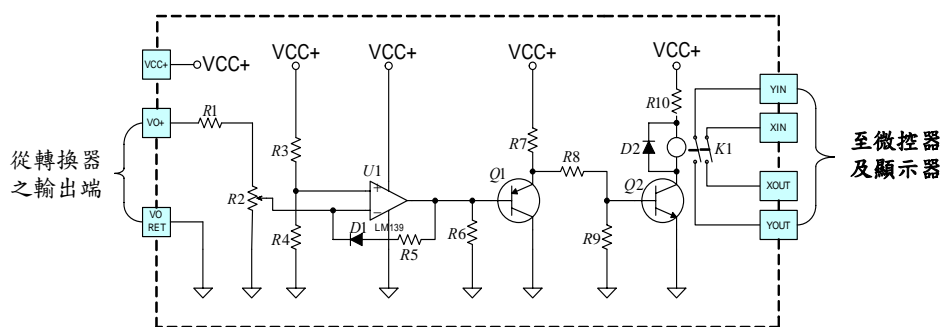 VCC+
VCC+
VCC+
VCC+
VCC+
VCC+
VO+
R1
R3
R7
R10
YIN
XIN
從轉換器
之輸出端
R2
U1
+
−
LM139
Q1
R8
D2
K1
Q2
至微控器
及顯示器
XOUT
VO
RET
R4
D1
R5
R6
R9
YOUT